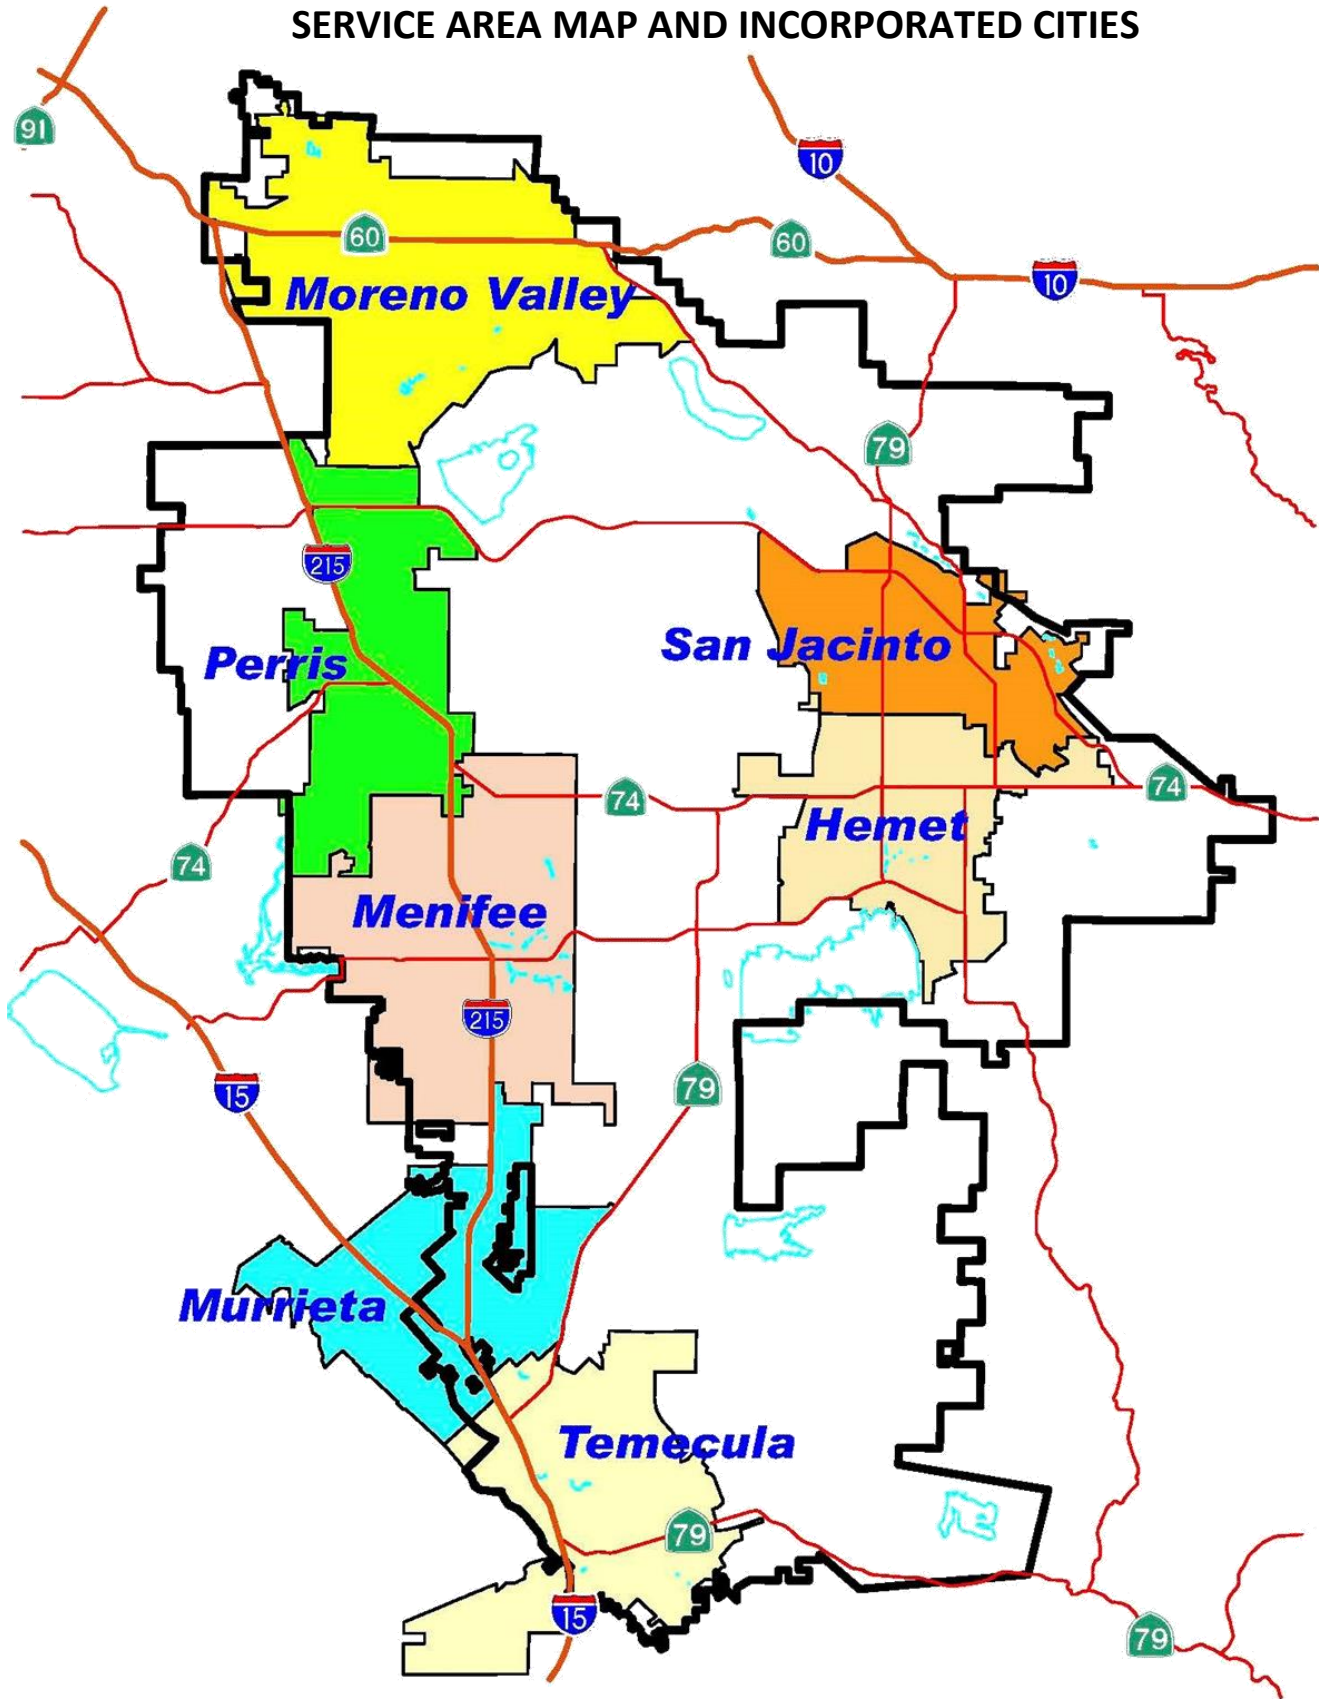 SERVICE AREA MAP AND INCORPORATED CITIES
91
10
60
60
10
Moreno Valley
79
215
San Jacinto
Perris
74
74
Hemet
74
Menifee
215
79
15
Murrieta
Temecula
79
15
79